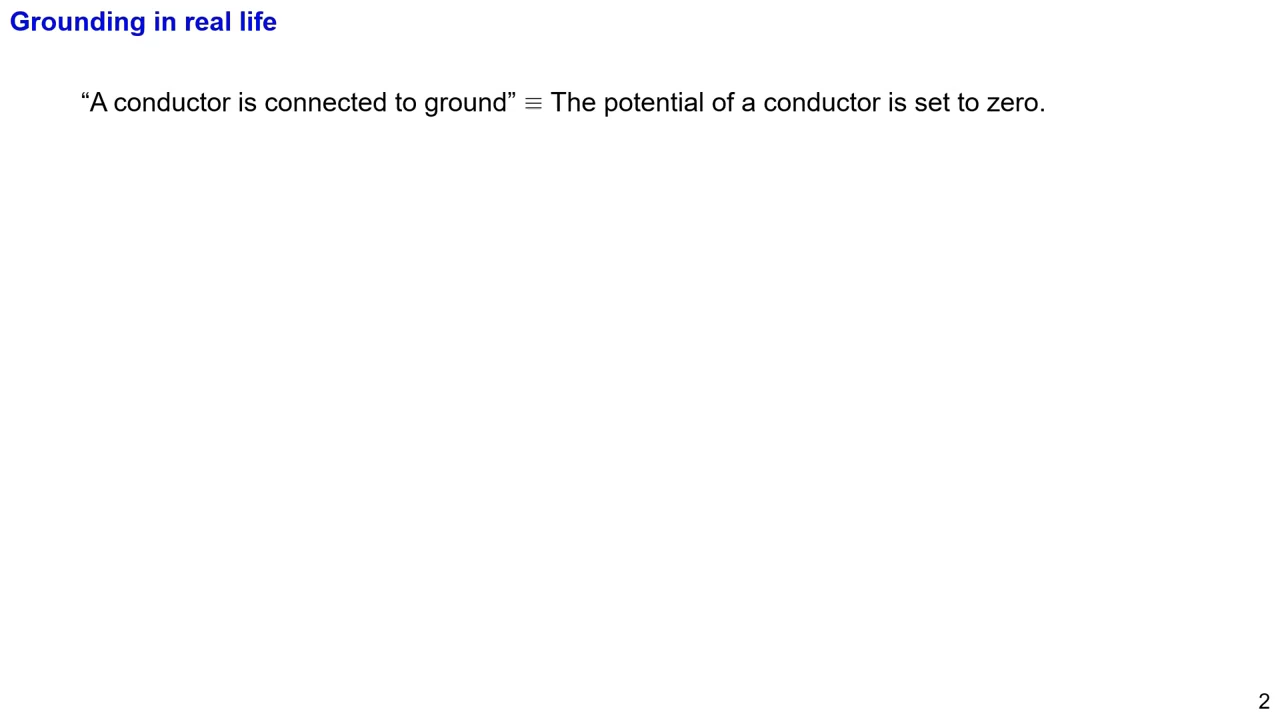 Grounding in real life
“A conductor is connected to ground” ≡ The potential of a conductor is set to zero.
2